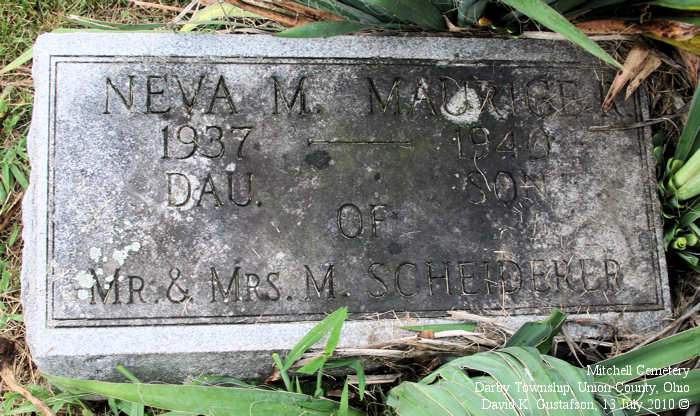 NEVA M. MAURICE R.
1937 — 1940
DAU. SON
OF
MR. & MRS. M. SCHEIDERER
Mitchell Cemetery
Darby Township, Union County, Ohio
David K. Gustafson, 13 July 2010 ©